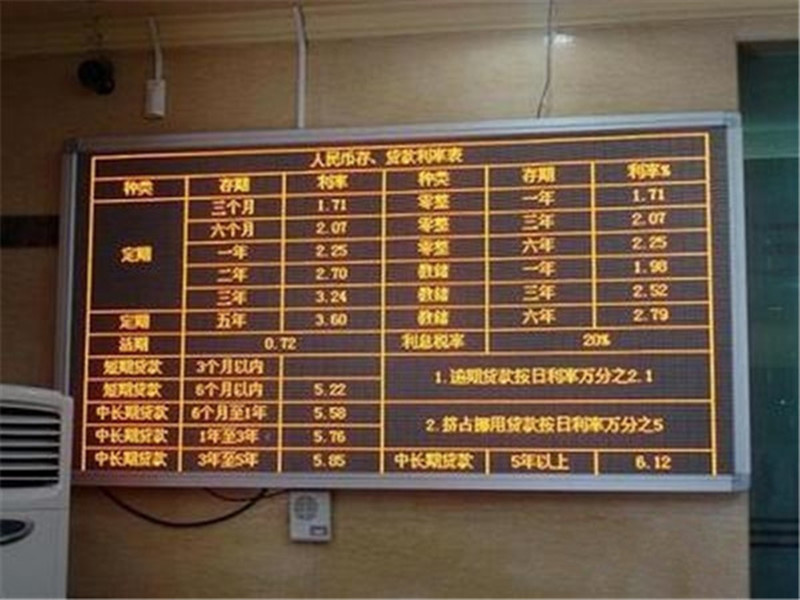 人民币存、贷款利率表
种类 存期 利率 种类 存期 利率%
定期 三个月 1.71 零整 一年 1.71
六个月 2.07 零整 三年 2.07
一年 2.25 零整 六年 2.25
二年 2.70 教储 一年 1.98
三年 3.24 教储 三年 2.52
定期 五年 3.60 教储 六年 2.79
活期 0.72 利息税率 20%
短期贷款 3个月以内
1.逾期贷款按日利率万分之2.1
短期贷款 6个月以内 5.22
中长期贷款 6个月至1年 5.58
2.挤占挪用贷款按日利率万分之5
中长期贷款 1年至3年 5.76
中长期贷款 3年至5年 5.85 中长期贷款 5年以上 6.12